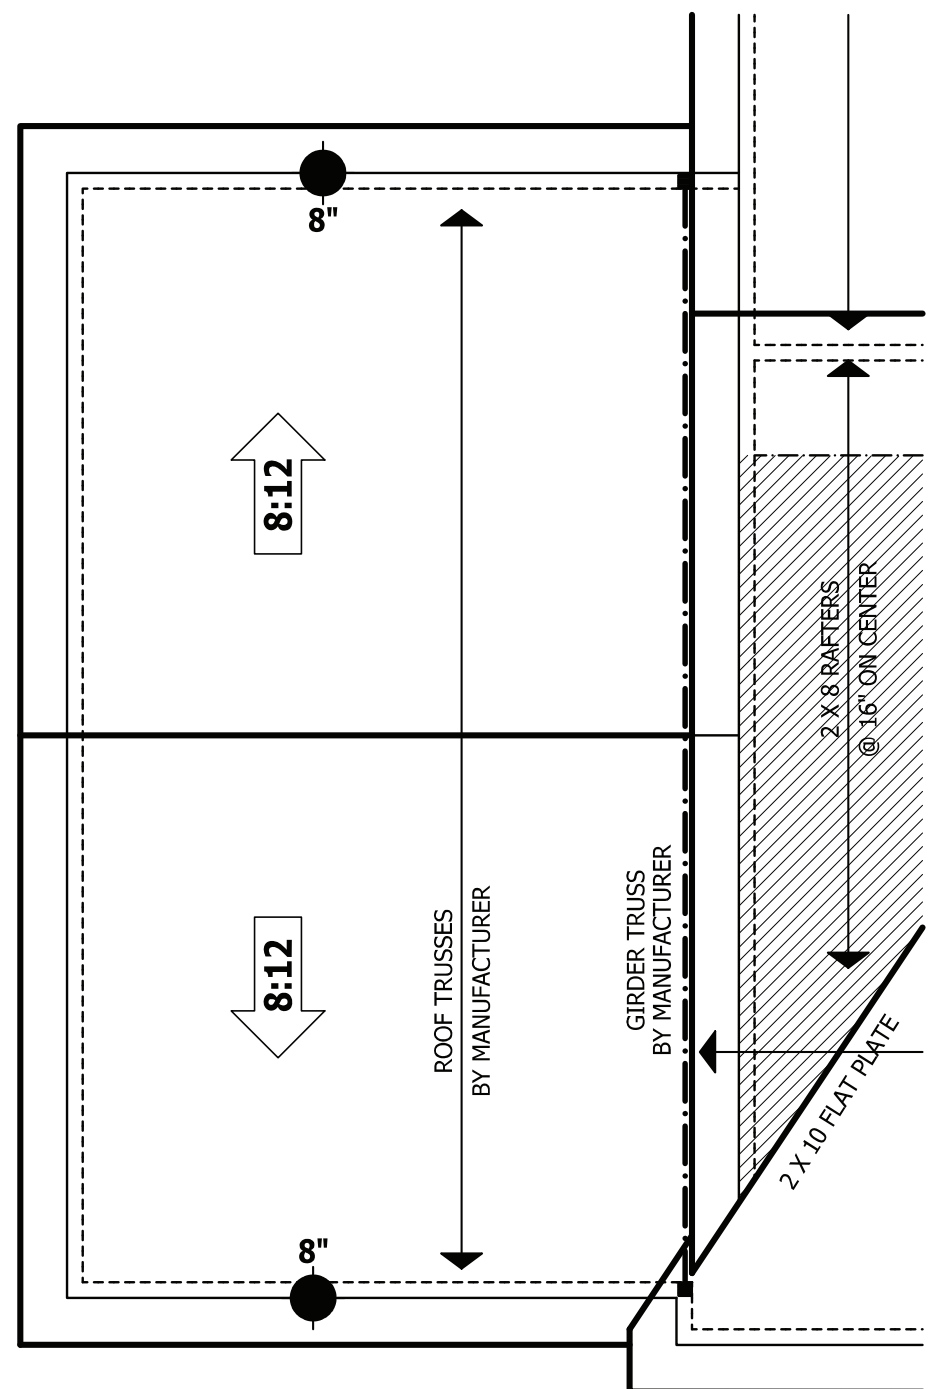 8"
8:12
2 X 8 RAFTERS
@ 16" ON CENTER
8:12
ROOF TRUSSES
BY MANUFACTURER
GIRDER TRUSS
BY MANUFACTURER
2 X 10 FLAT PLATE
8"